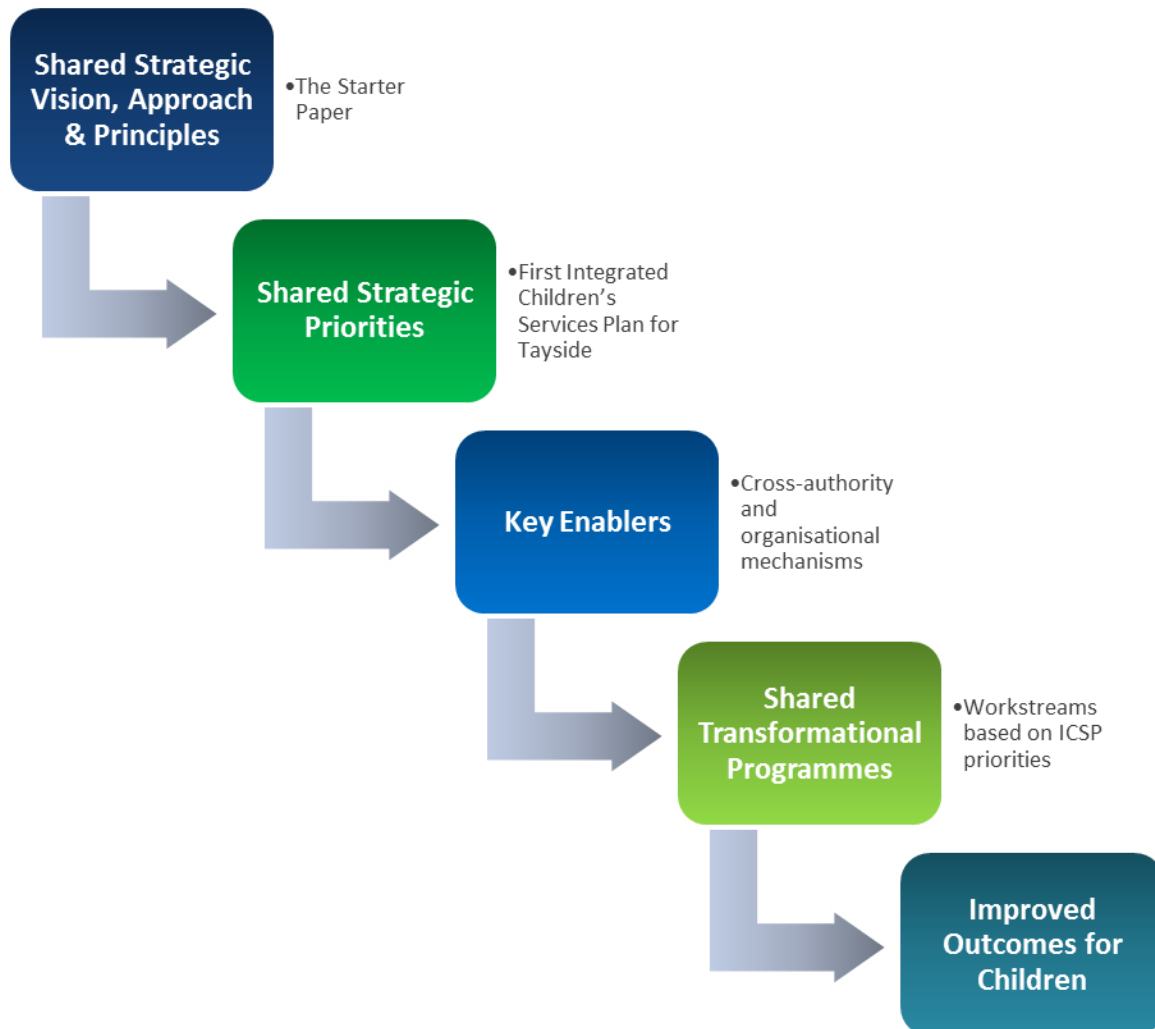 Shared Strategic
Vision, Approach
& Principles
•The Starter
Paper
Shared Strategic
Priorities
•First Integrated
Children’s
Services Plan for
Tayside
Key Enablers
•Cross-authority
and
organisational
mechanisms
Shared
Transformational
Programmes
•Workstreams
based on ICSP
priorities
Improved
Outcomes for
Children